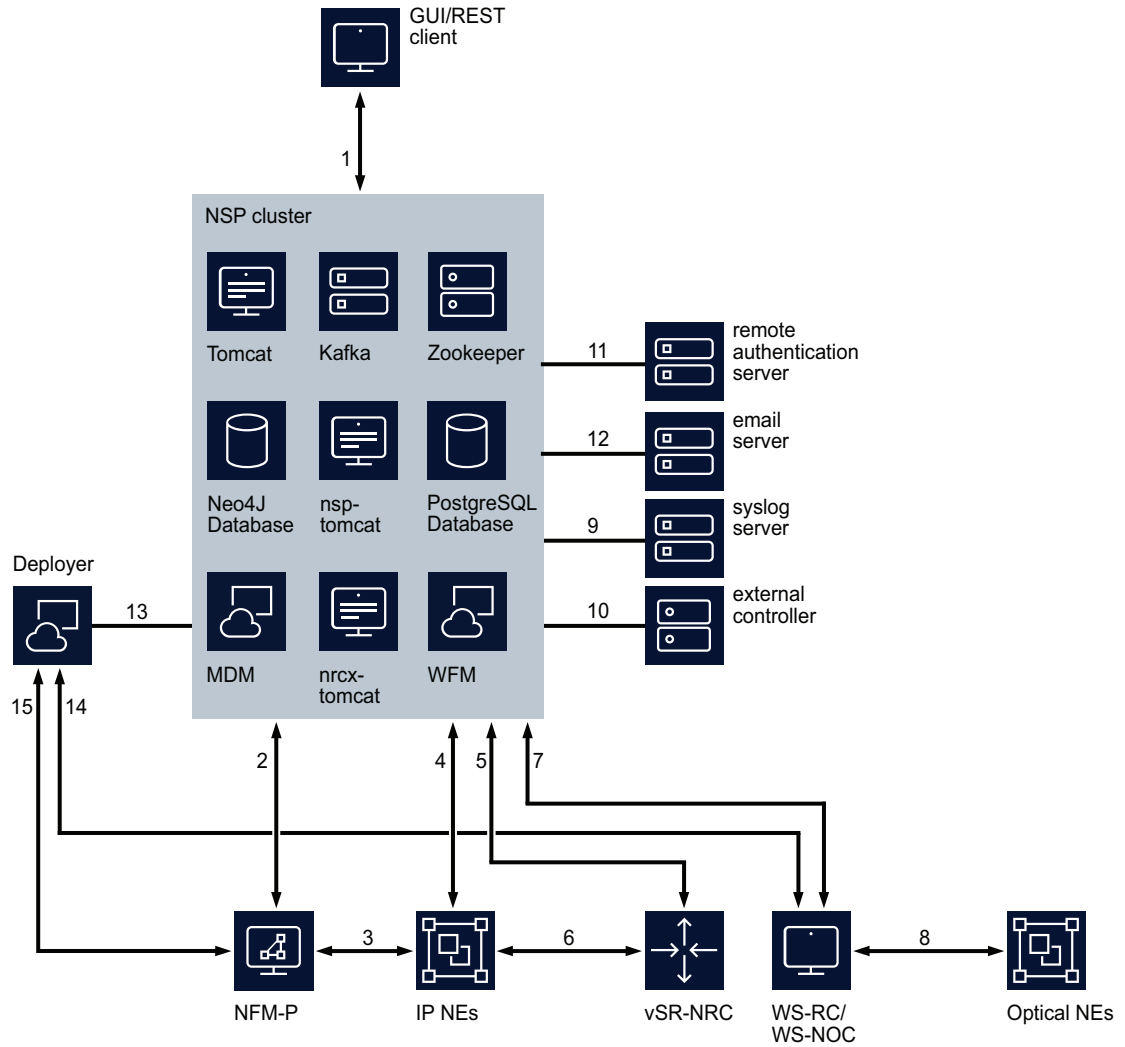 GUI/REST
client
1
NSP cluster
Tomcat
Kafka
Zookeeper
11
remote
authentication
server
Neo4J
Database
nsp-
tomcat
PostgreSQL
Database
12
email
server
9
syslog
server
Deployer
13
MDM
nrcx-
tomcat
WFM
10
external
controller
15
14
2
4
5
7
3
6
8
NFM-P
IP NEs
vSR-NRC
WS-RC/
WS-NOC
Optical NEs